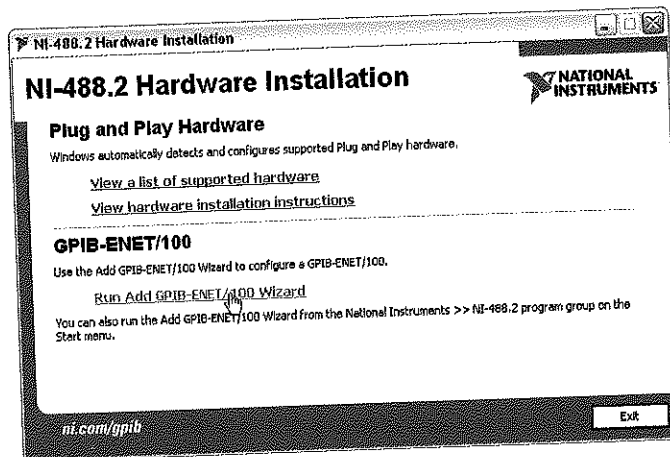 NI-488.2 Hardware Installation
NI-488.2 Hardware Installation
NATIONAL
INSTRUMENTS
Plug and Play Hardware
Windows automatically detects and configures supported Plug and Play hardware.
View a list of supported hardware
View hardware installation instructions
GPIB-ENET/100
Use the Add GPIB-ENET/100 Wizard to configure a GPIB-ENET/100.
Run Add GPIB-ENET/100 Wizard
You can also run the Add GPIB-ENET/100 Wizard from the National Instruments >> NI-488.2 program group on the
Start menu.
ni.com/gpib
Exit